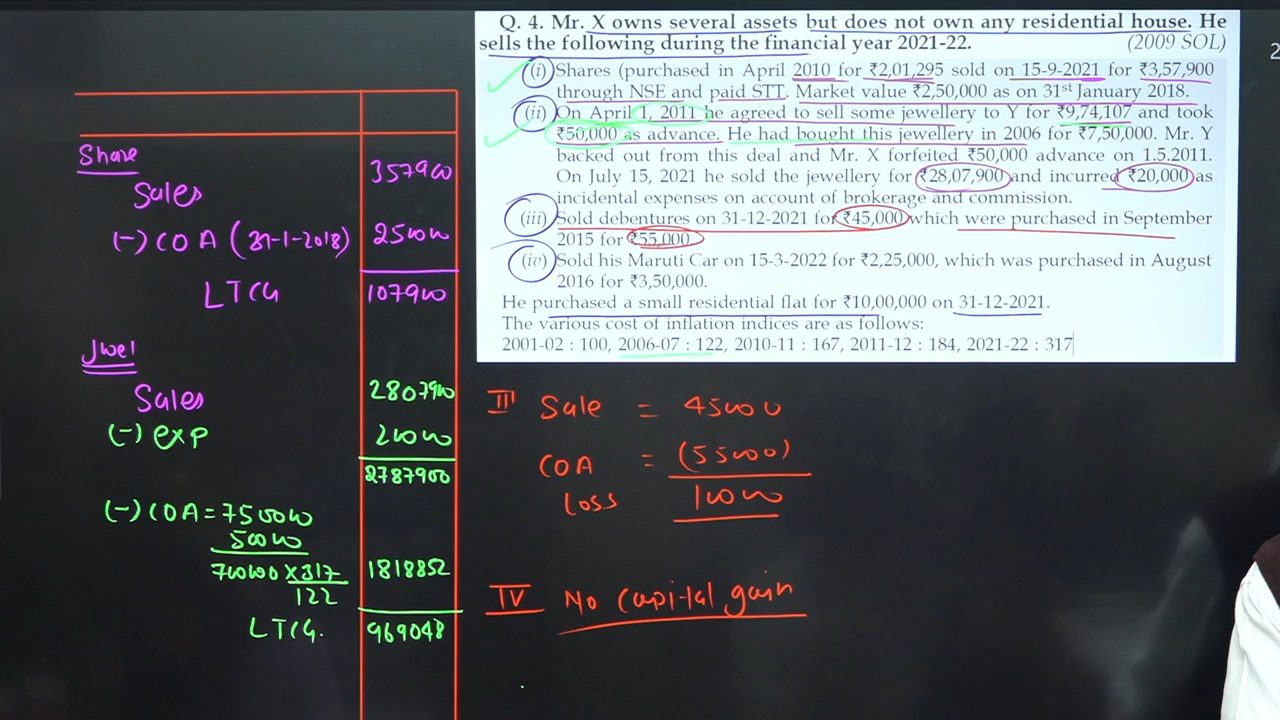 Q. 4. Mr. X owns several assets but does not own any residential house. He
sells the following during the financial year 2021-22. (2009 SOL)
(i) Shares (purchased in April 2010 for ₹2,01,295 sold on 15-9-2021 for ₹3,57,900
through NSE and paid STT. Market value ₹2,50,000 as on 31st January 2018.
(ii) On April 1, 2011 he agreed to sell some jewellery to Y for ₹9,74,107 and took
₹50,000 as advance. He had bought this jewellery in 2006 for ₹7,50,000. Mr. Y
backed out from this deal and Mr. X forfeited ₹50,000 advance on 1.5.2011.
On July 15, 2021 he sold the jewellery for ₹28,07,900 and incurred ₹20,000 as
incidental expenses on account of brokerage and commission.
(iii) Sold debentures on 31-12-2021 for ₹45,000 which were purchased in September
2015 for ₹55,000
(iv) Sold his Maruti Car on 15-3-2022 for ₹2,25,000, which was purchased in August
2016 for ₹3,50,000.
He purchased a small residential flat for ₹10,00,000 on 31-12-2021.
The various cost of inflation indices are as follows:
2001-02 : 100, 2006-07 : 122, 2010-11 : 167, 2011-12 : 184, 2021-22 : 317
Share
Sales 357900
(-) COA (31-1-2018) 250000
LTCG 107900
Jwel
Sales 2807900
(-) exp 20000
2787900
(-) COA = 750000
50000
700000 × 317 1818852
122
LTCG. 969048
III Sale = 45000
COA = (55000)
Loss 10000
IV No capital gain
2